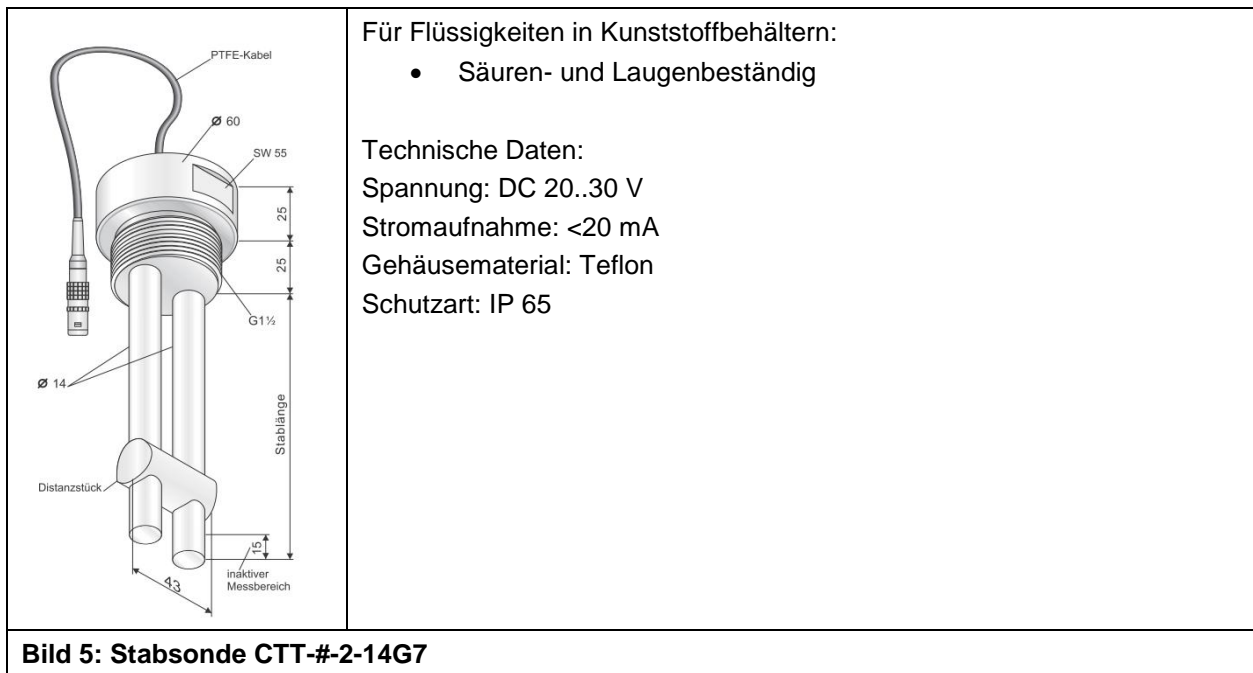 PTFE-Kabel
Ø 60
SW 55
25
25
G1½
Ø 14
Stablänge
Distanzstück
15
inaktiver
Messbereich
43
Für Flüssigkeiten in Kunststoffbehältern:
• Säuren- und Laugenbeständig
Technische Daten:
Spannung: DC 20..30 V
Stromaufnahme: <20 mA
Gehäusematerial: Teflon
Schutzart: IP 65
Bild 5: Stabsonde CTT-#-2-14G7